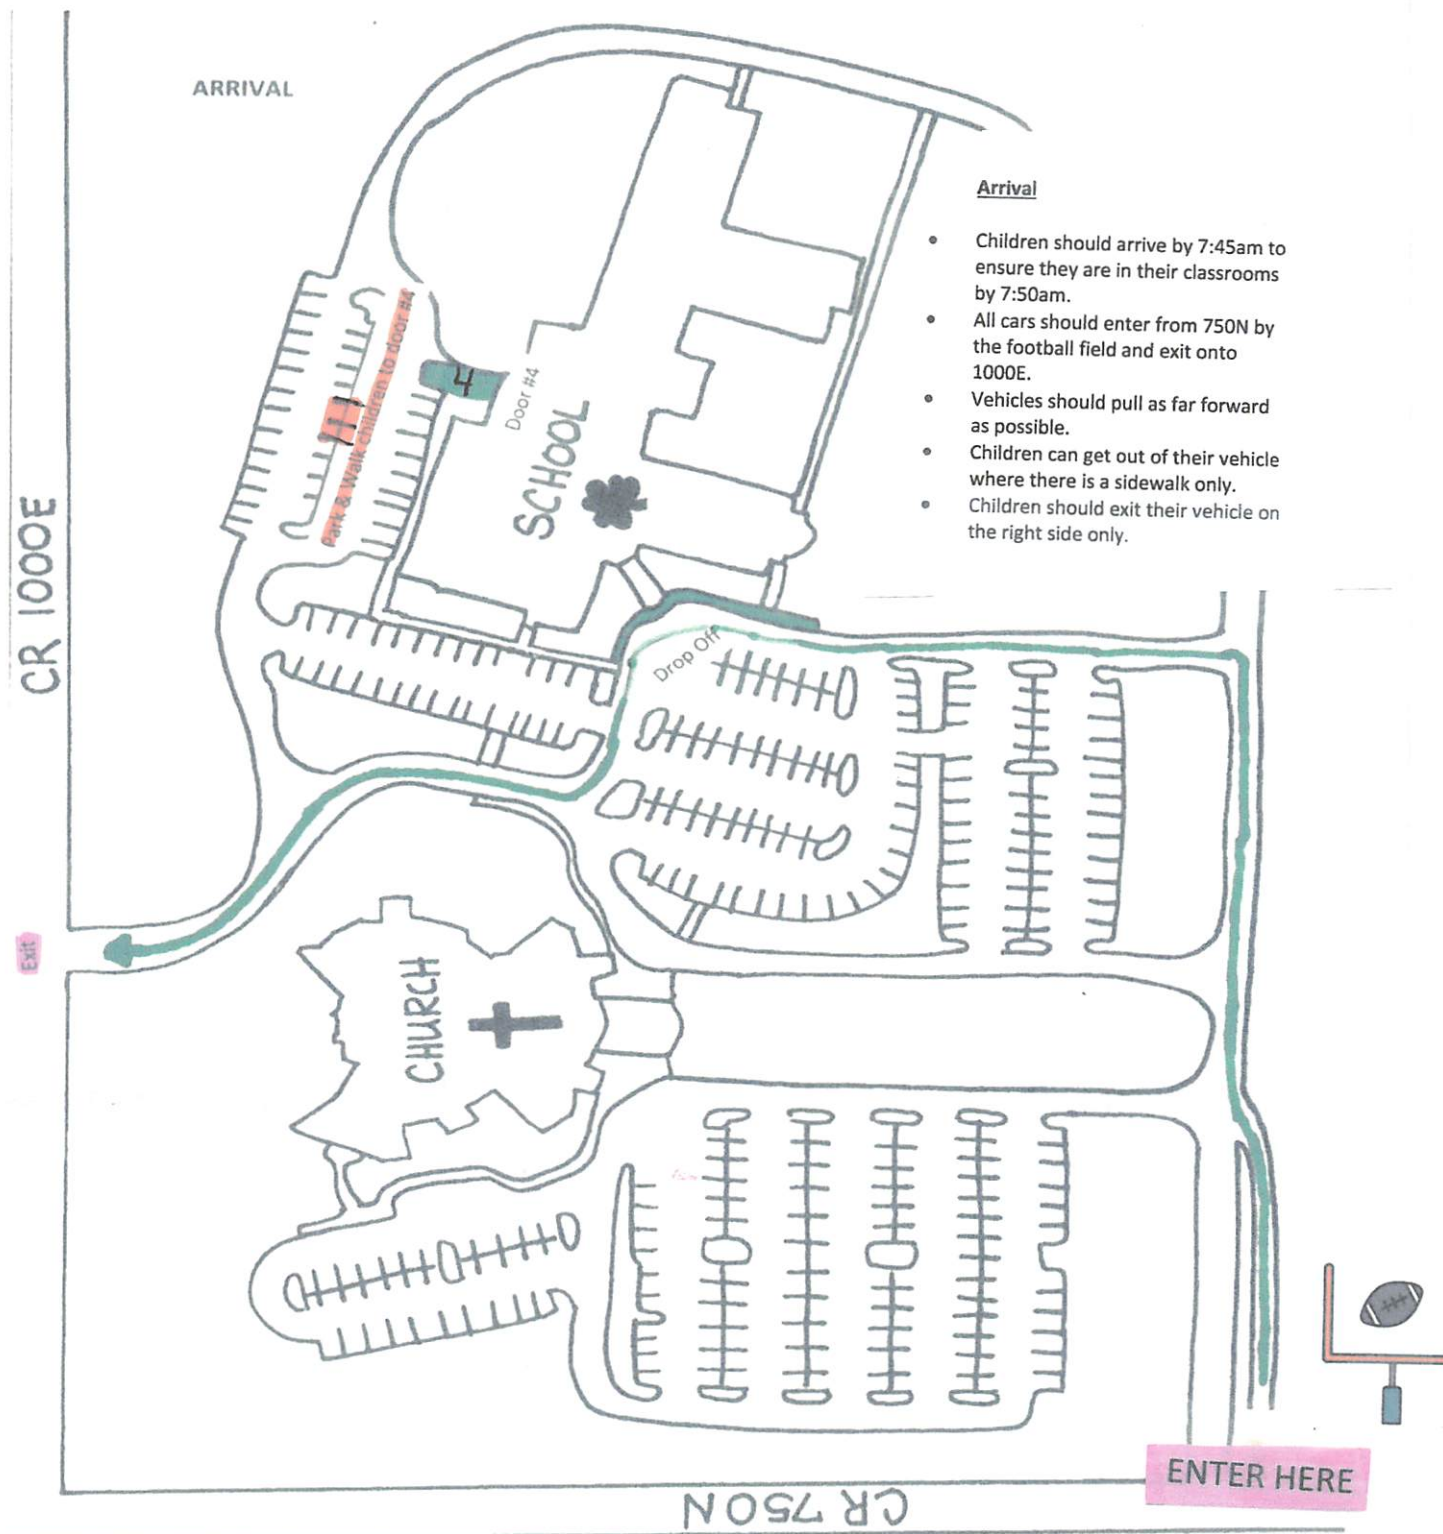 ARRIVAL
Arrival
• Children should arrive by 7:45am to
ensure they are in their classrooms
by 7:50am.
• All cars should enter from 750N by
the football field and exit onto
1000E.
• Vehicles should pull as far forward
as possible.
• Children can get out of their vehicle
where there is a sidewalk only.
• Children should exit their vehicle on
the right side only.
Park & Walk children to door #4
4
Door #4
SCHOOL
CR 1000E
Drop Off
Exit
CHURCH
ENTER HERE
CR 750N